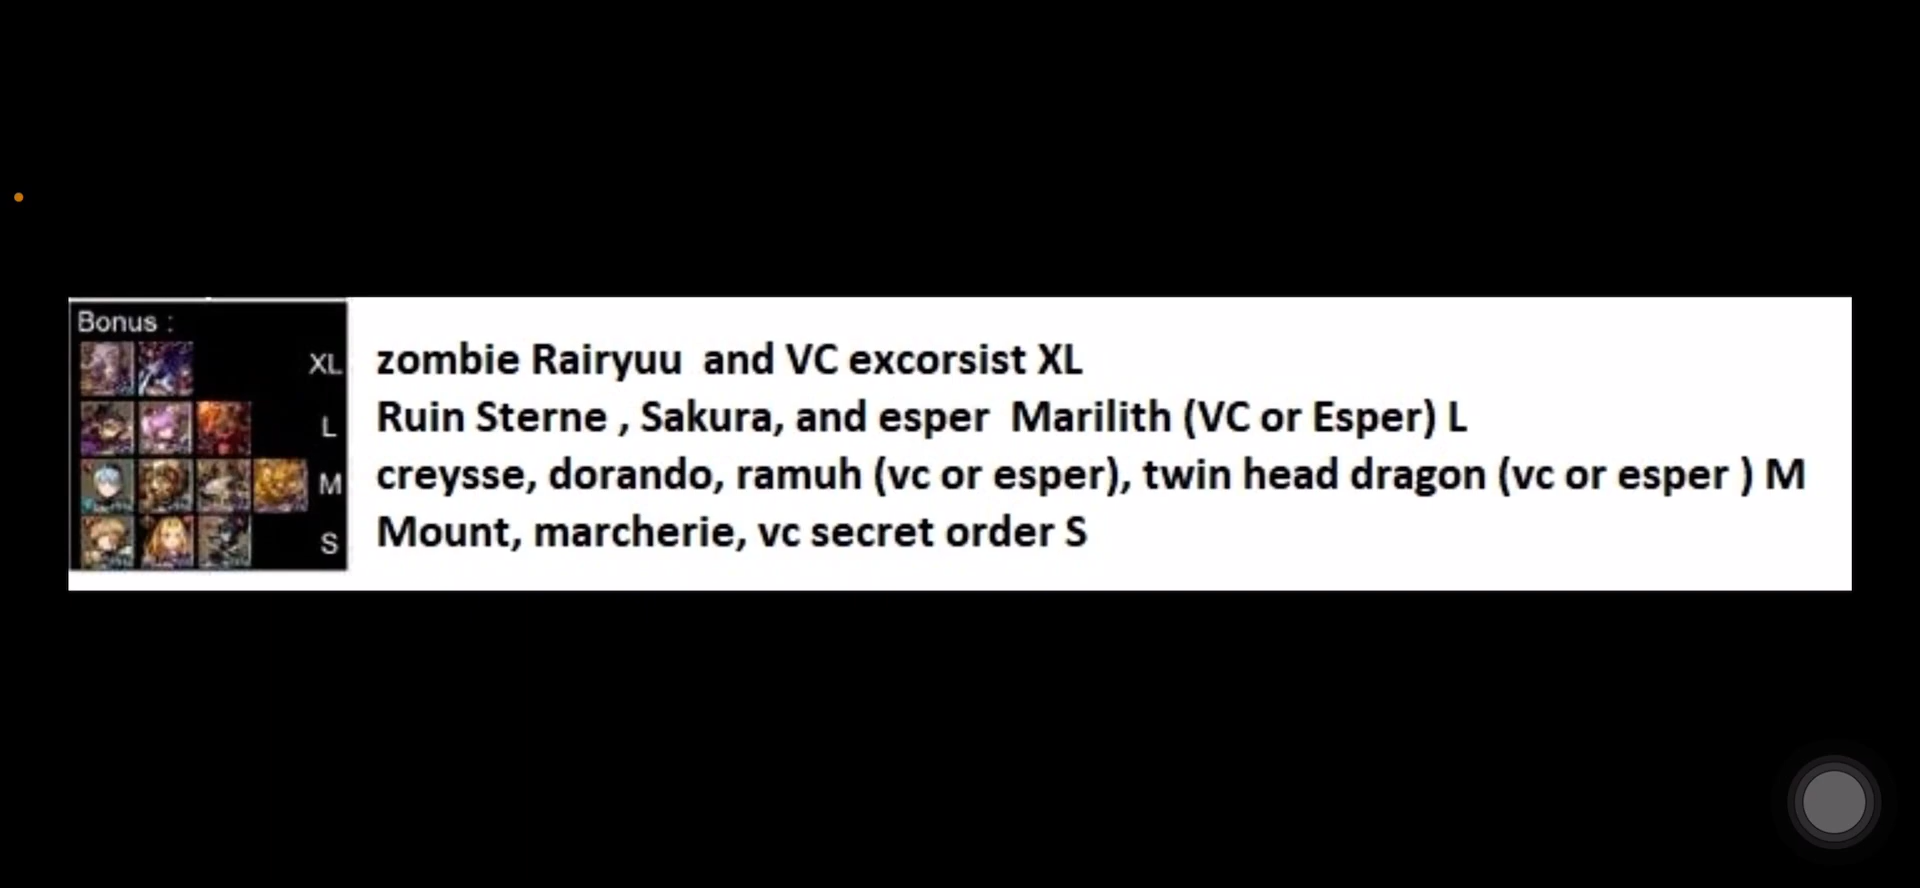 Bonus :
XL zombie Rairyuu and VC excorsist XL
L Ruin Sterne , Sakura, and esper Marilith (VC or Esper) L
M creysse, dorando, ramuh (vc or esper), twin head dragon (vc or esper ) M
S Mount, marcherie, vc secret order S